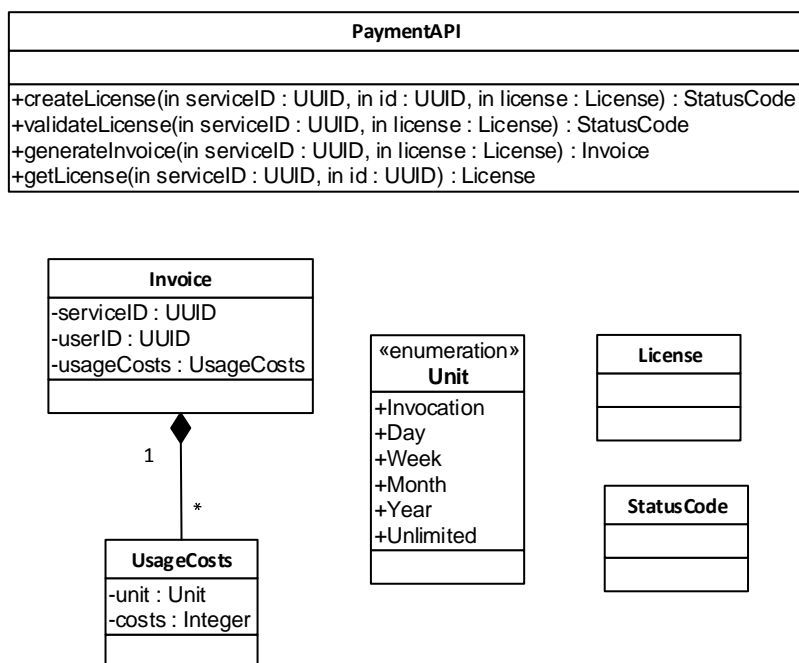 PaymentAPI
+createLicense(in serviceID : UUID, in id : UUID, in license : License) : StatusCode
+validateLicense(in serviceID : UUID, in license : License) : StatusCode
+generateInvoice(in serviceID : UUID, in license : License) : Invoice
+getLicense(in serviceID : UUID, in id : UUID) : License
Invoice
-serviceID : UUID
-userID : UUID
-usageCosts : UsageCosts
1
*
UsageCosts
-unit : Unit
-costs : Integer
«enumeration»
Unit
+Invocation
+Day
+Week
+Month
+Year
+Unlimited
License
StatusCode